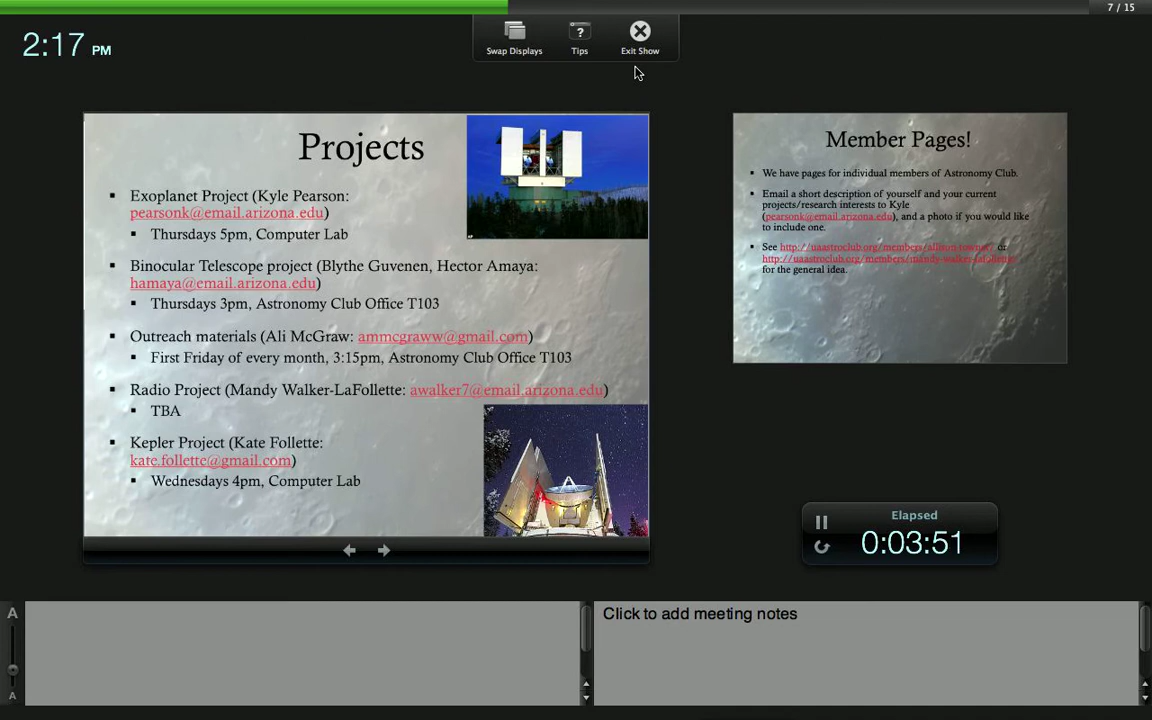 7 / 15
2:17 PM
Swap Displays
Tips
Exit Show
Projects
▪ Exoplanet Project (Kyle Pearson:
pearsonk@email.arizona.edu)
▪ Thursdays 5pm, Computer Lab
▪ Binocular Telescope project (Blythe Guvenen, Hector Amaya:
hamaya@email.arizona.edu)
▪ Thursdays 3pm, Astronomy Club Office T103
▪ Outreach materials (Ali McGraw: ammcgraww@gmail.com)
▪ First Friday of every month, 3:15pm, Astronomy Club Office T103
▪ Radio Project (Mandy Walker-LaFollette: awalker7@email.arizona.edu)
▪ TBA
▪ Kepler Project (Kate Follette:
kate.follette@gmail.com)
▪ Wednesdays 4pm, Computer Lab
Member Pages!
▪ We have pages for individual members of Astronomy Club.
▪ Email a short description of yourself and your current
projects/research interests to Kyle
(pearsonk@email.arizona.edu), and a photo if you would like
to include one.
▪ See or
for the general idea.
Elapsed
0:03:51
A
A
Click to add meeting notes